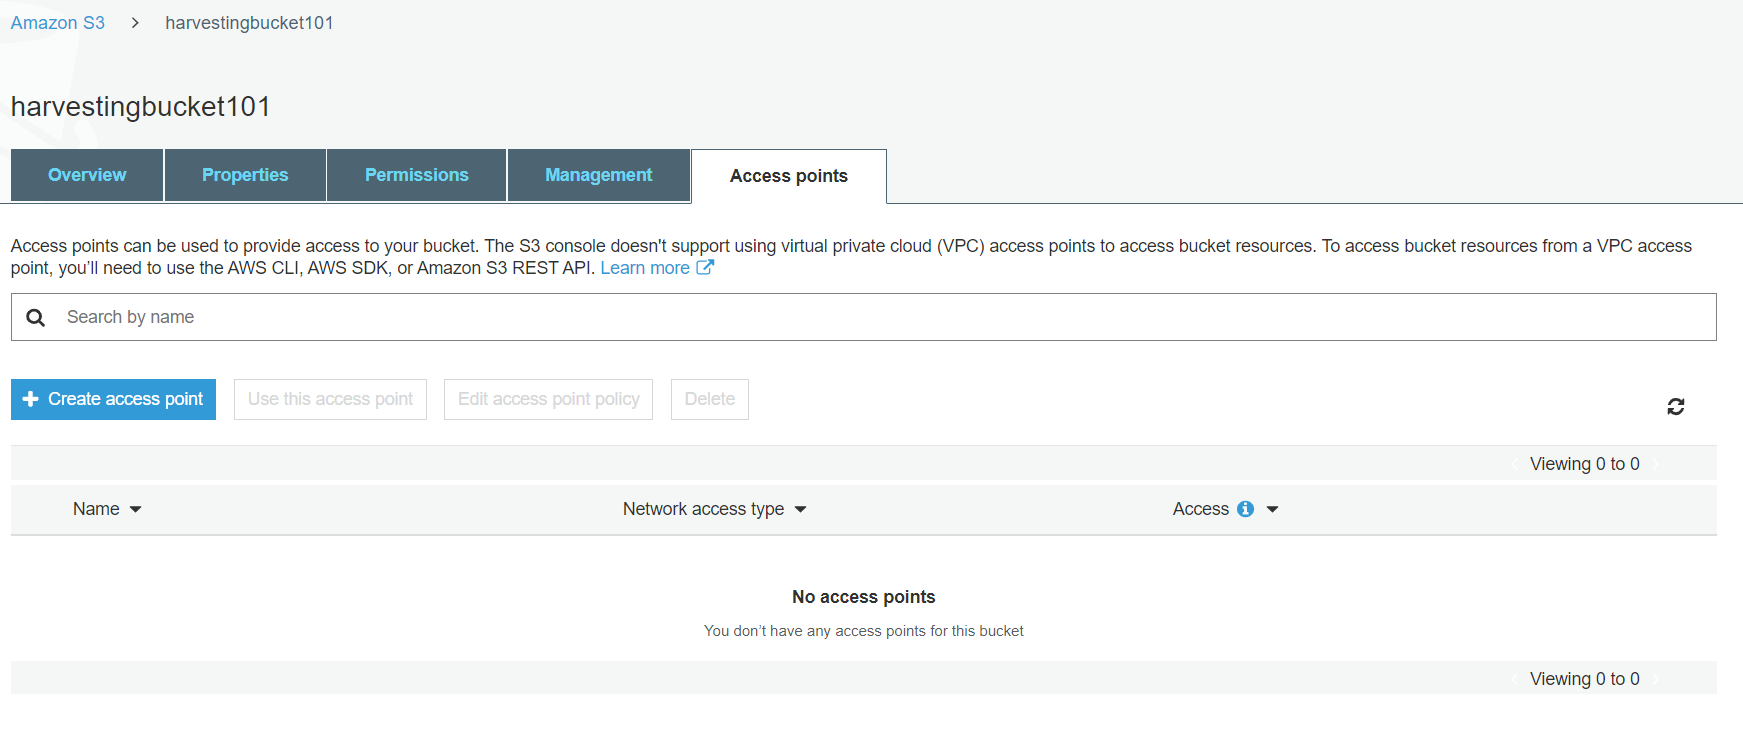 Amazon S3 > harvestingbucket101
harvestingbucket101
Overview Properties Permissions Management Access points
Access points can be used to provide access to your bucket. The S3 console doesn't support using virtual private cloud (VPC) access points to access bucket resources. To access bucket resources from a VPC access
point, you’ll need to use the AWS CLI, AWS SDK, or Amazon S3 REST API. Learn more
Search by name
+ Create access point Use this access point Edit access point policy Delete
Viewing 0 to 0
Name Network access type Access
No access points
You don’t have any access points for this bucket
Viewing 0 to 0